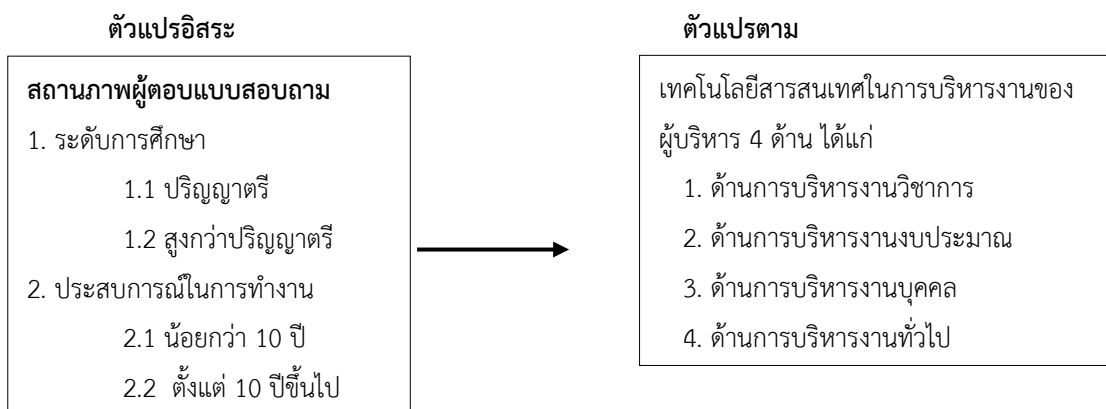 ตัวแปรอิสระ
สถานภาพผู้ตอบแบบสอบถาม
1. ระดับการศึกษา
1.1 ปริญญาตรี
1.2 สูงกว่าปริญญาตรี
2. ประสบการณ์ในการทำงาน
2.1 น้อยกว่า 10 ปี
2.2 ตั้งแต่ 10 ปีขึ้นไป
ตัวแปรตาม
เทคโนโลยีสารสนเทศในการบริหารงานของ
ผู้บริหาร 4 ด้าน ได้แก่
1. ด้านการบริหารงานวิชาการ
2. ด้านการบริหารงานงบประมาณ
3. ด้านการบริหารงานบุคคล
4. ด้านการบริหารงานทั่วไป